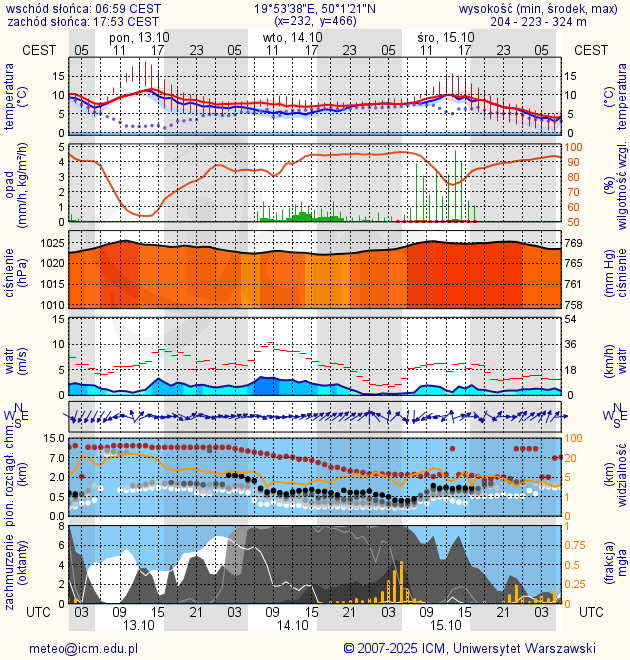 wschód słońca: 06:59 CEST 19°53'38"E, 50°1'21"N wysokość (min, środek, max)
zachód słońca: 17:53 CEST (x=232, y=466) 204 - 223 - 324 m
pon, 13.10 wto, 14.10 śro, 15.10
CEST 05 11 17 23 05 11 17 23 05 11 17 23 05 CEST
temperatura (°C) 15 10 5 0 15 10 5 0 temperatura (°C)
opad (mm/h, kg/m²/h) 5 4 3 2 1 0 100 90 80 70 60 50 (%) wilgotność wzgl.
ciśnienie (hPa) 1025 1020 1015 1010 769 765 761 758 (mm Hg) ciśnienie
wiatr (m/s) 15 10 5 0 54 36 18 0 (km/h) wiatr
N W E S N W E S
pion. rozciągł. chm. (km) 15.0 7.0 2.0 0.5 0.0 100 20 5 1 0 (km) widzialność
zachmurzenie (oktanty) 8 6 4 2 0 1 0.75 0.5 0.25 0 (frakcja) mgła
UTC 03 09 15 21 03 09 15 21 03 09 15 21 03 UTC
13.10 14.10 15.10
meteo@icm.edu.pl © 2007-2025 ICM, Uniwersytet Warszawski